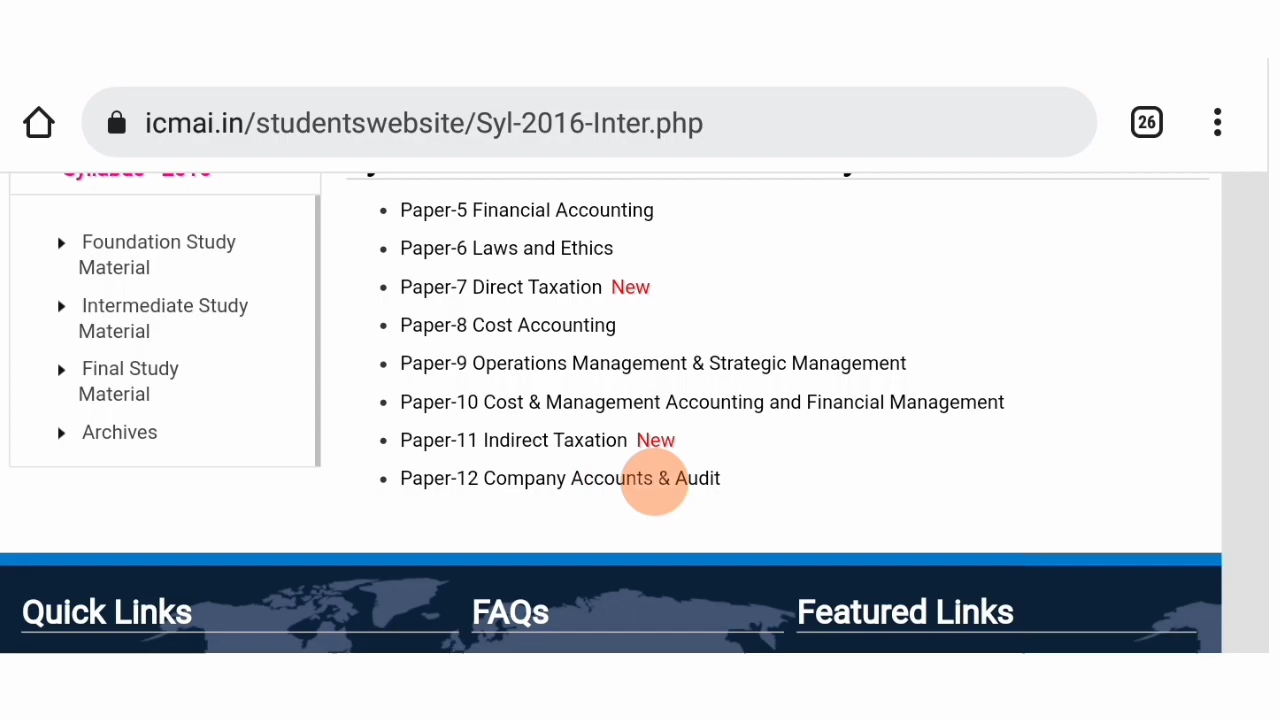 icmai.in/studentswebsite/Syl-2016-Inter.php
26
Syllabus - 2016
Foundation Study
Material
Intermediate Study
Material
Final Study
Material
Archives
Paper-5 Financial Accounting
Paper-6 Laws and Ethics
Paper-7 Direct Taxation New
Paper-8 Cost Accounting
Paper-9 Operations Management & Strategic Management
Paper-10 Cost & Management Accounting and Financial Management
Paper-11 Indirect Taxation New
Paper-12 Company Accounts & Audit
Quick Links
FAQs
Featured Links